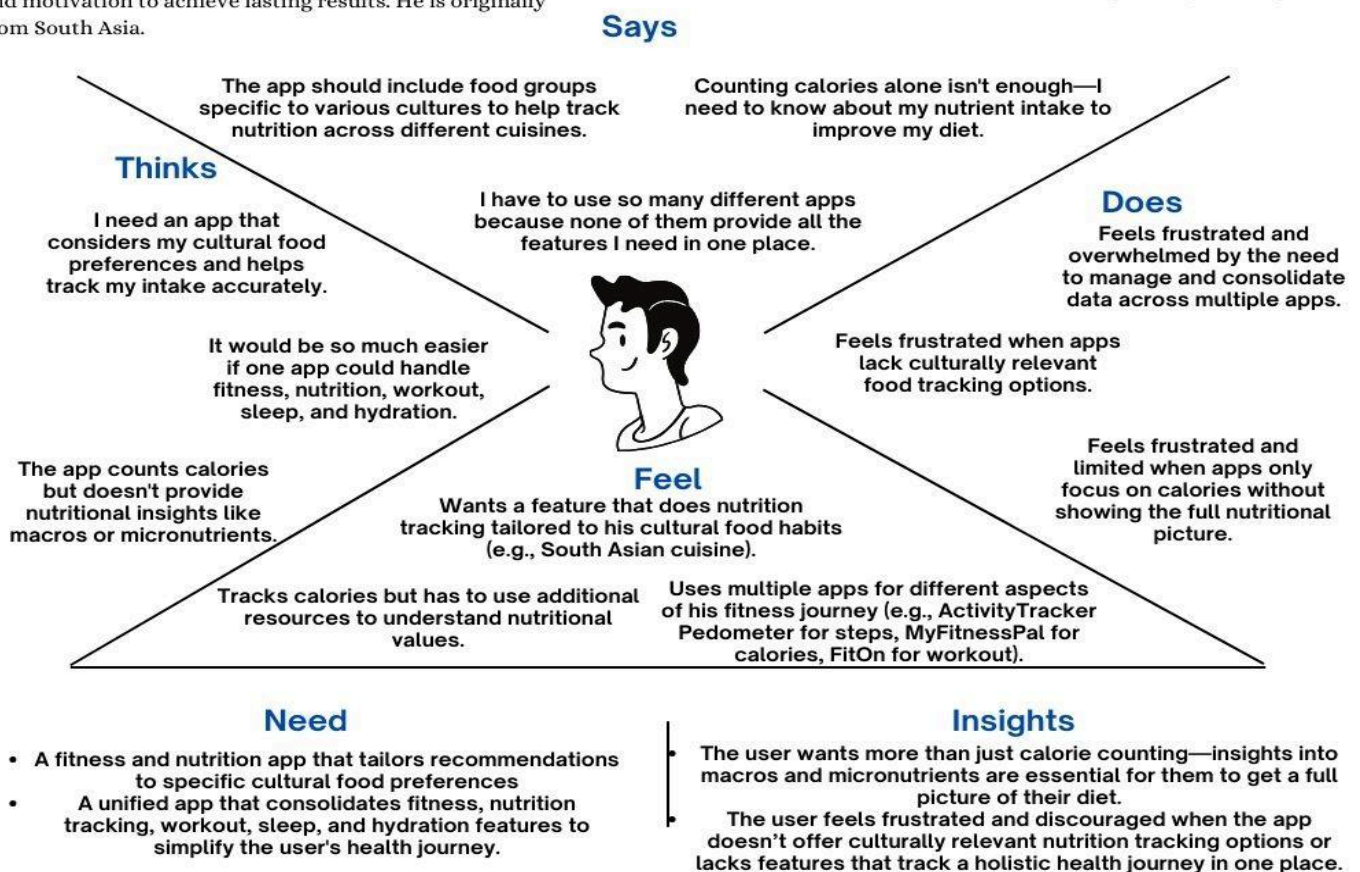 nd motivation to achieve lasting results. He is originally
om South Asia.
Says
The app should include food groups
specific to various cultures to help track
nutrition across different cuisines.
Counting calories alone isn't enough—I
need to know about my nutrient intake to
improve my diet.
I have to use so many different apps
because none of them provide all the
features I need in one place.
Thinks
I need an app that
considers my cultural food
preferences and helps
track my intake accurately.
It would be so much easier
if one app could handle
fitness, nutrition, workout,
sleep, and hydration.
The app counts calories
but doesn't provide
nutritional insights like
macros or micronutrients.
Does
Feels frustrated and
overwhelmed by the need
to manage and consolidate
data across multiple apps.
Feels frustrated when apps
lack culturally relevant
food tracking options.
Feels frustrated and
limited when apps only
focus on calories without
showing the full nutritional
picture.
Feel
Wants a feature that does nutrition
tracking tailored to his cultural food habits
(e.g., South Asian cuisine).
Tracks calories but has to use additional
resources to understand nutritional
values.
Uses multiple apps for different aspects
of his fitness journey (e.g., ActivityTracker
Pedometer for steps, MyFitnessPal for
calories, FitOn for workout).
Need
• A fitness and nutrition app that tailors recommendations
to specific cultural food preferences
• A unified app that consolidates fitness, nutrition
tracking, workout, sleep, and hydration features to
simplify the user's health journey.
Insights
• The user wants more than just calorie counting—insights into
macros and micronutrients are essential for them to get a full
picture of their diet.
• The user feels frustrated and discouraged when the app
doesn’t offer culturally relevant nutrition tracking options or
lacks features that track a holistic health journey in one place.